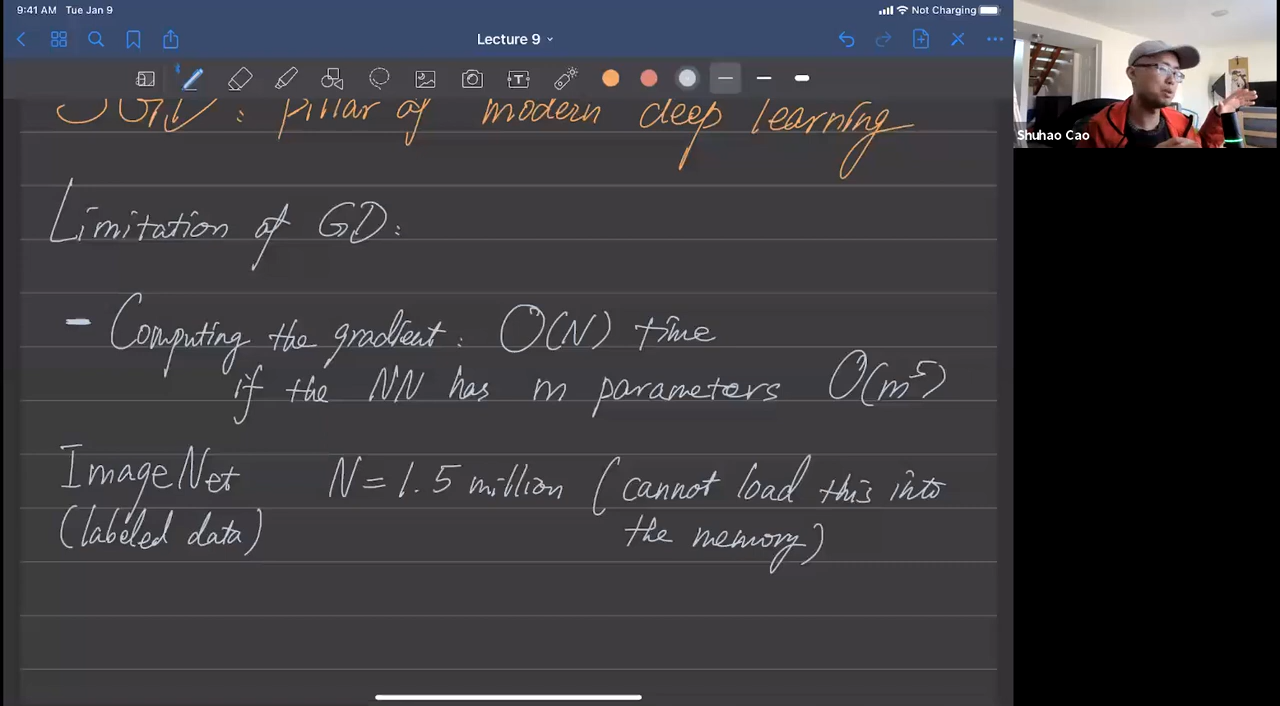 9:41 AM Tue Jan 9
Not Charging
Lecture 9
SGD: pillar of modern deep learning
Shuhao Cao
Limitation of GD:
- Computing the gradient: O(N) time
if the NN has m parameters O(m^5)
ImageNet N = 1.5 million (cannot load this into
(labeled data) the memory)